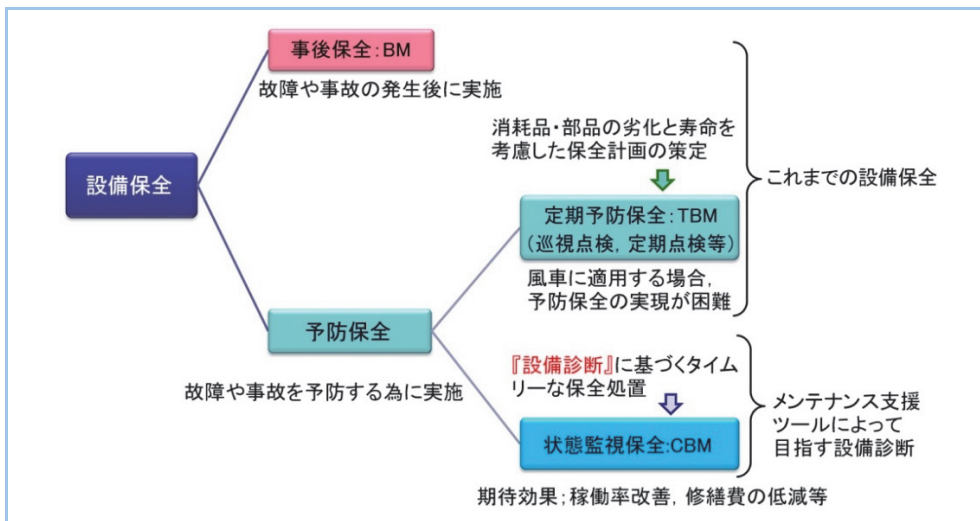 事後保全：BM
故障や事故の発生後に実施
消耗品・部品の劣化と寿命を
考慮した保全計画の策定
これまでの設備保全
設備保全
定期予防保全：TBM
（巡視点検，定期点検等）
風車に適用する場合，
予防保全の実現が困難
予防保全
故障や事故を予防する為に実施
『設備診断』に基づくタイム
リーな保全処置
メンテナンス支援
ツールによって
目指す設備診断
状態監視保全:CBM
期待効果；稼働率改善，修繕費の低減等